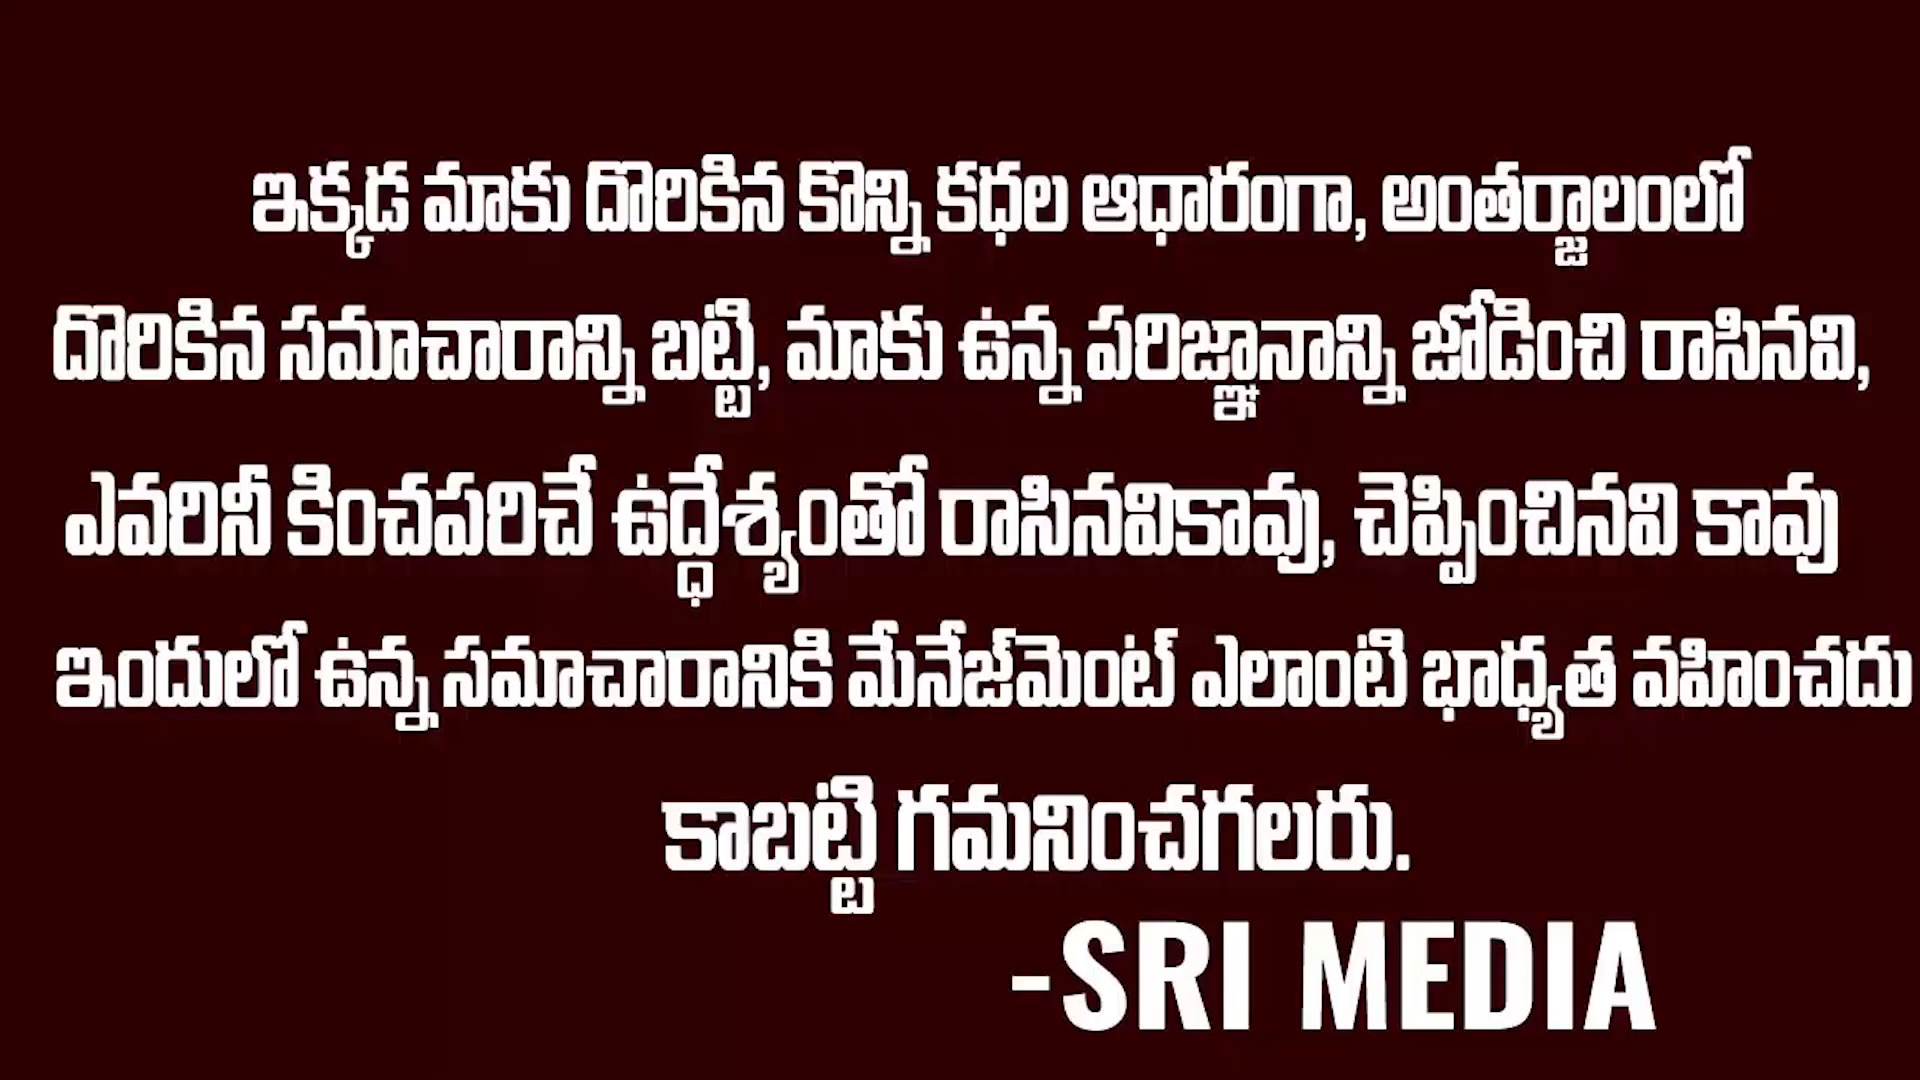 ఇక్కడ మాకు దొరికిన కొన్ని కధల ఆధారంగా, అంతర్జాలంలో
దొరికిన సమాచారాన్ని బట్టి, మాకు ఉన్న పరిజ్ఞానాన్ని జోడించి రాసినవి,
ఎవరినీ కించపరిచే ఉద్ధేశ్యంతో రాసినవికావు, చెప్పించినవి కావు
ఇందులో ఉన్న సమాచారానికి మేనేజ్‌మెంట్ ఎలాంటి భాధ్యత వహించదు
కాబట్టి గమనించగలరు.
-SRI MEDIA